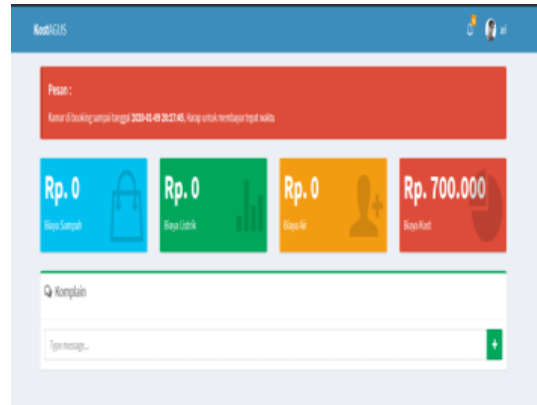 KostAGUS
ari
Pesan :
Kamar di booking sampai tanggal 2020-01-09 20:17:45, Harap untuk membayar tepat waktu
Rp. 0
Biaya Sampah
Rp. 0
Biaya Listrik
Rp. 0
Biaya Air
Rp. 700.000
Biaya Kost
Komplain
Type message...
+